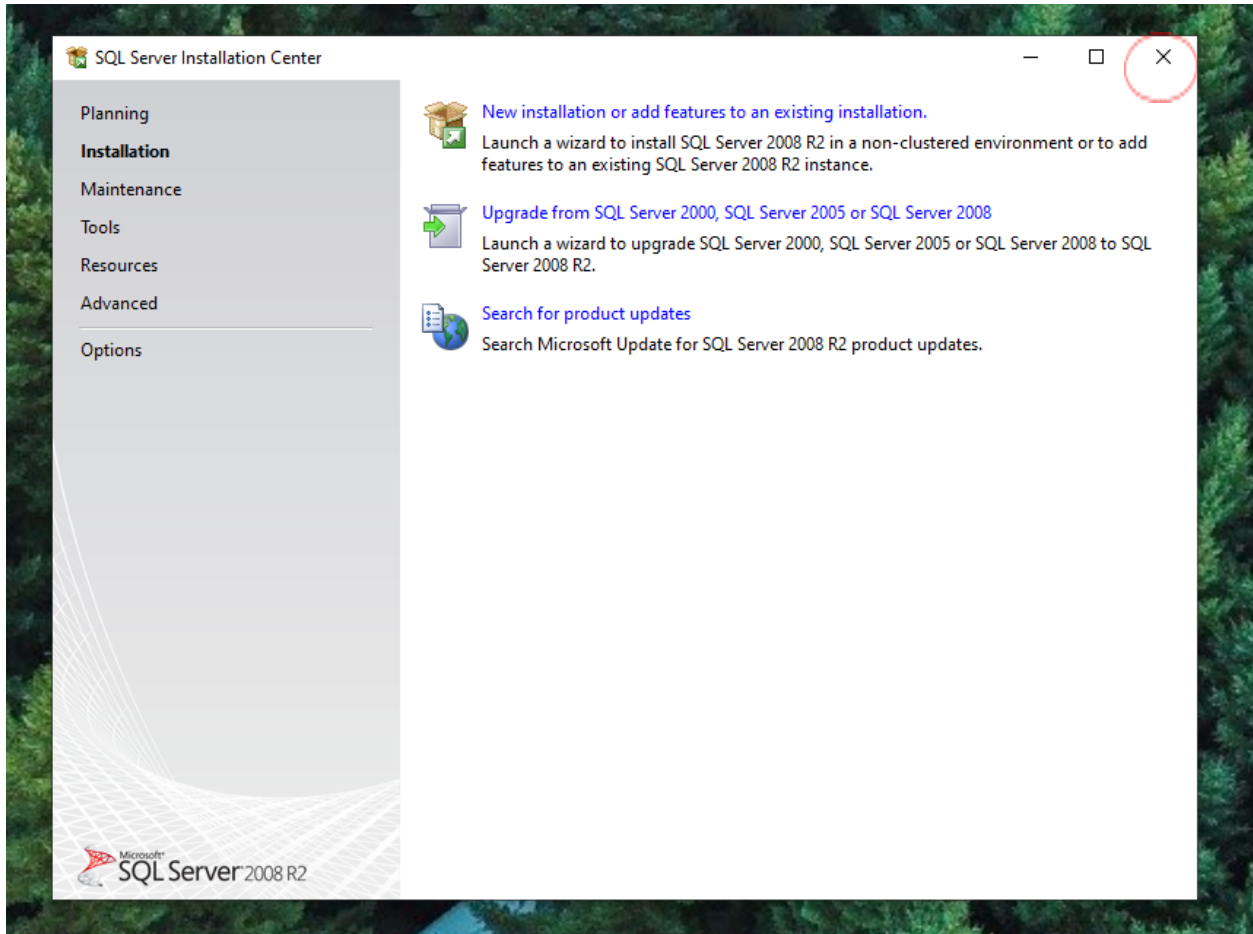 SQL Server Installation Center
Planning
Installation
Maintenance
Tools
Resources
Advanced
Options
New installation or add features to an existing installation.
Launch a wizard to install SQL Server 2008 R2 in a non-clustered environment or to add
features to an existing SQL Server 2008 R2 instance.
Upgrade from SQL Server 2000, SQL Server 2005 or SQL Server 2008
Launch a wizard to upgrade SQL Server 2000, SQL Server 2005 or SQL Server 2008 to SQL
Server 2008 R2.
Search for product updates
Search Microsoft Update for SQL Server 2008 R2 product updates.
Microsoft®
SQL Server® 2008 R2